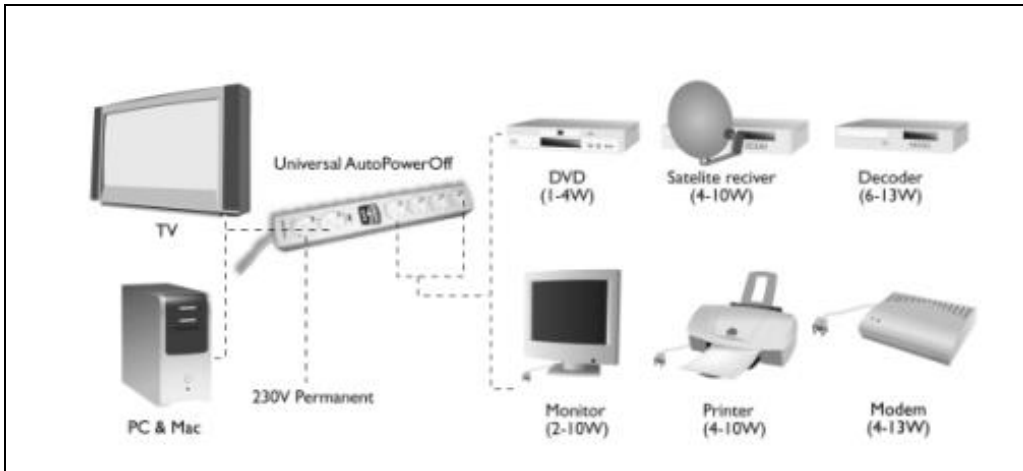 Universal AutoPowerOff
TV
PC & Mac
230V Permanent
DVD
(1-4W)
Satelite reciver
(4-10W)
Decoder
(6-13W)
Monitor
(2-10W)
Printer
(4-10W)
Modem
(4-13W)